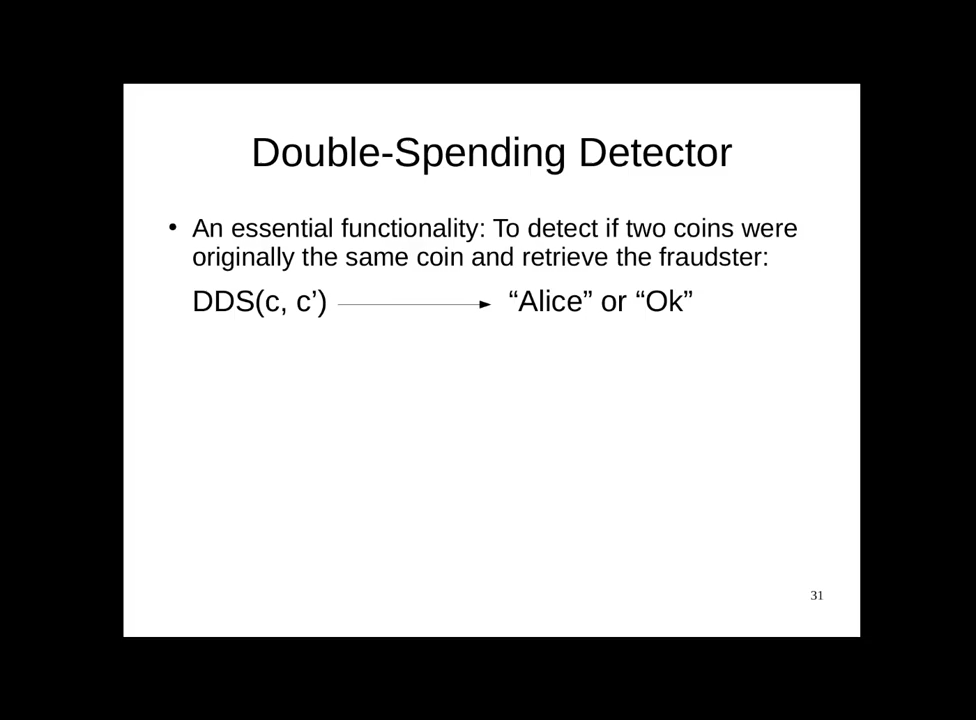 Double-Spending Detector
• An essential functionality: To detect if two coins were
originally the same coin and retrieve the fraudster:
DDS(c, c’) “Alice” or “Ok”
31